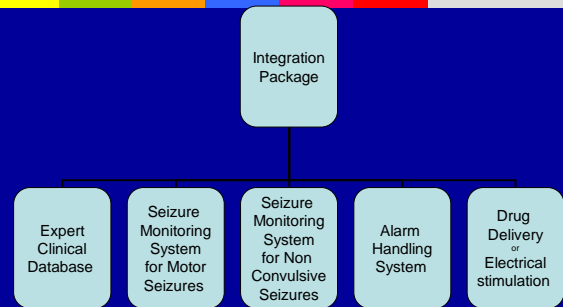 Integration
Package
Expert
Clinical
Database
Seizure
Monitoring
System
for Motor
Seizures
Seizure
Monitoring
System
for Non
Convulsive
Seizures
Alarm
Handling
System
Drug
Delivery
or
Electrical
stimulation